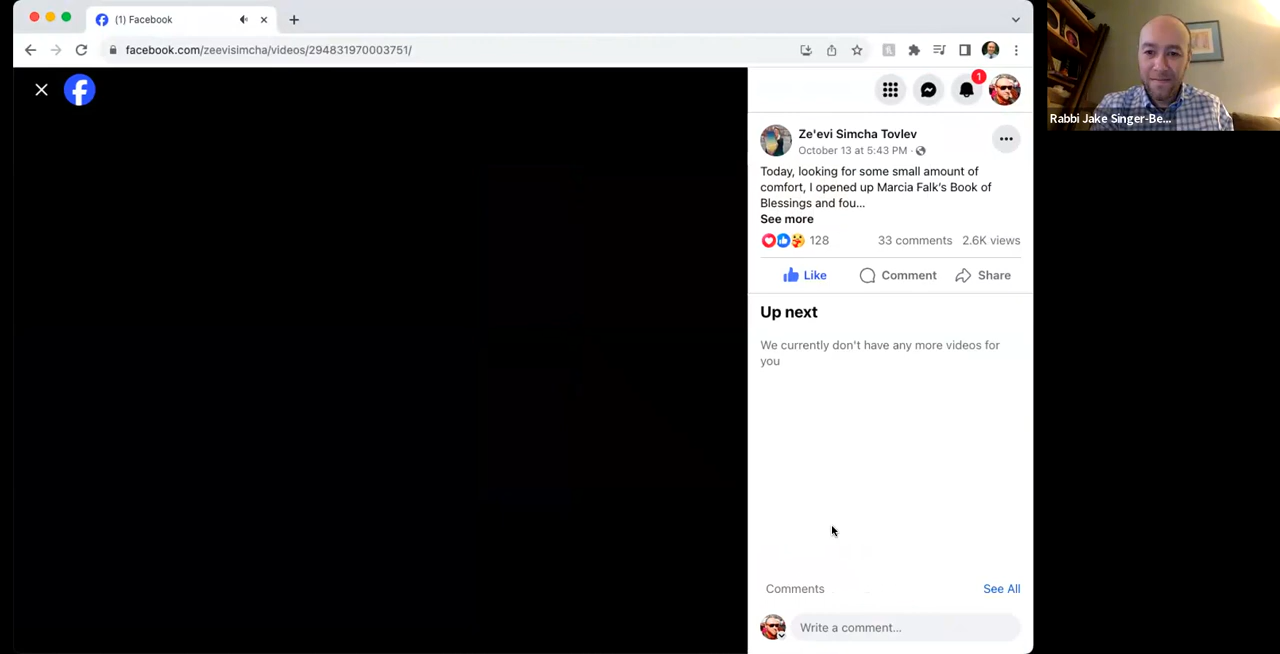 (1) Facebook
facebook.com/zeevisimcha/videos/294831970003751/
1
Ze'evi Simcha Tovlev
October 13 at 5:43 PM ·
Today, looking for some small amount of
comfort, I opened up Marcia Falk's Book of
Blessings and fou...
See more
128 33 comments 2.6K views
Like Comment Share
Up next
We currently don't have any more videos for
you
Comments See All
Write a comment...
Rabbi Jake Singer-Be...